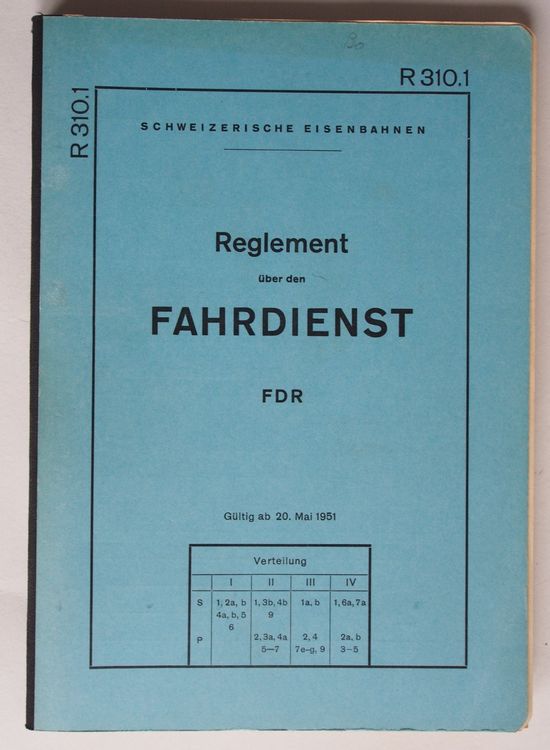 R 310.1
R 310.1
SCHWEIZERISCHE EISENBAHNEN
Reglement
über den
FAHRDIENST
FDR
Gültig ab 20. Mai 1951
Verteilung
I II III IV
S 1, 2a, b 1, 3b, 4b 1a, b 1, 6a, 7a
4a, b, 5 9
6
P 2, 3a, 4a 2, 4 2a, b
5—7 7e-g, 9 3-5